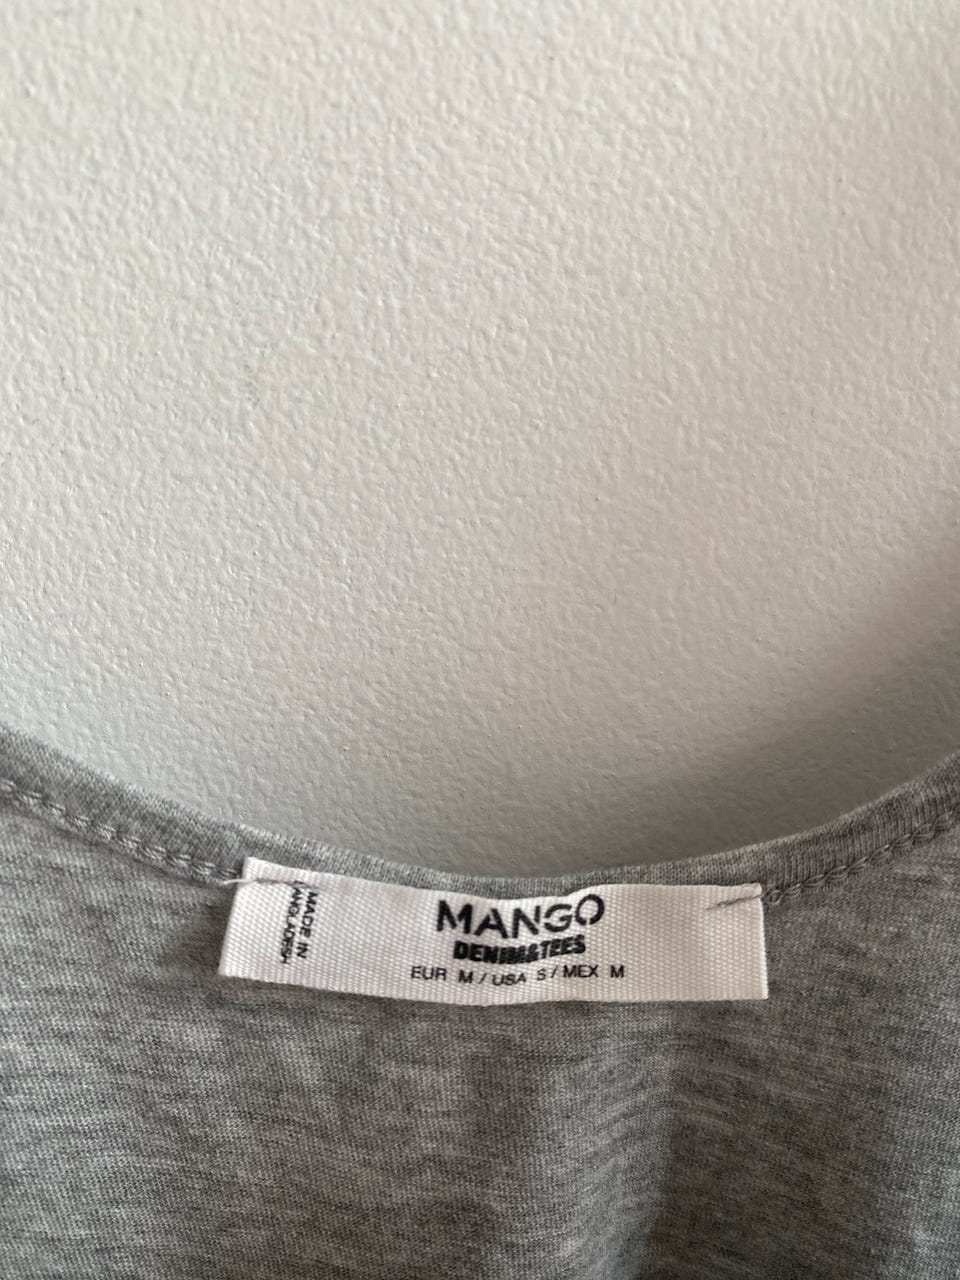 MANGO
DENIM&TEES
EUR M / USA S / MEX M
MADE IN
BANGLADESH